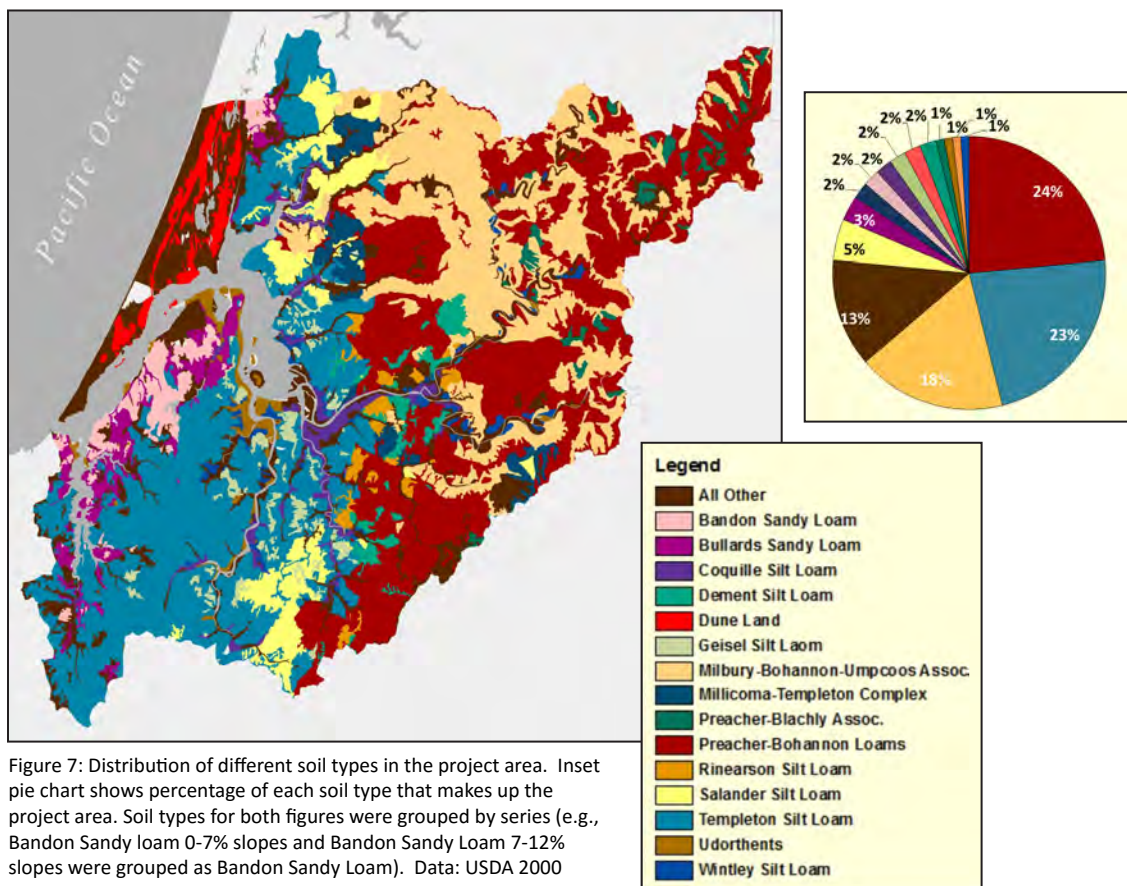 Pacific Ocean
1%
1%
1%
1%
2%
2%
2%
2%
2%
2%
3%
5%
13%
18%
23%
24%
Legend
All Other
Bandon Sandy Loam
Bullards Sandy Loam
Coquille Silt Loam
Dement Silt Loam
Dune Land
Geisel Silt Laom
Milbury-Bohannon-Umpcoos Assoc.
Millicoma-Templeton Complex
Preacher-Blachly Assoc.
Preacher-Bohannon Loams
Rinearson Silt Loam
Salander Silt Loam
Templeton Silt Loam
Udorthents
Wintley Silt Loam
Figure 7: Distribution of different soil types in the project area. Inset
pie chart shows percentage of each soil type that makes up the
project area. Soil types for both figures were grouped by series (e.g.,
Bandon Sandy loam 0-7% slopes and Bandon Sandy Loam 7-12%
slopes were grouped as Bandon Sandy Loam). Data: USDA 2000